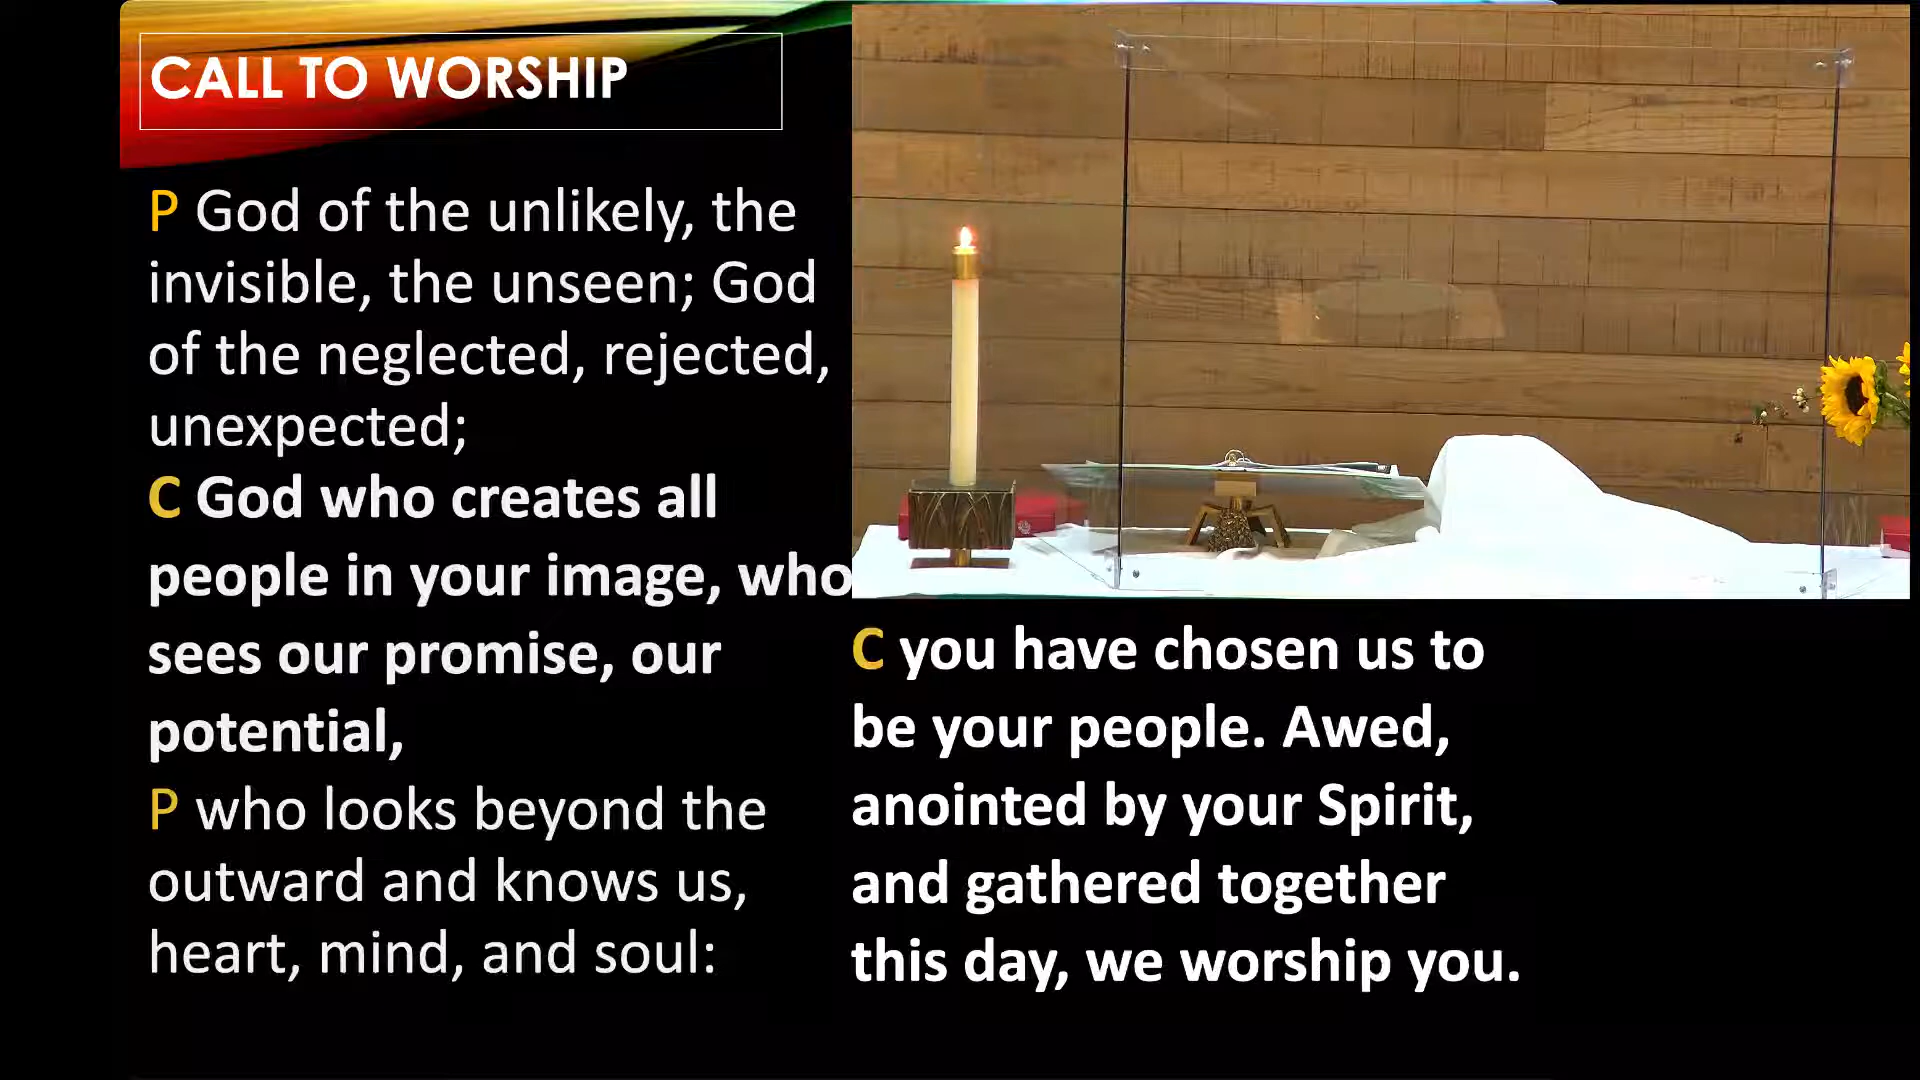 CALL TO WORSHIP
P God of the unlikely, the
invisible, the unseen; God
of the neglected, rejected,
unexpected;
C God who creates all
people in your image, who
sees our promise, our
potential,
P who looks beyond the
outward and knows us,
heart, mind, and soul:
C you have chosen us to
be your people. Awed,
anointed by your Spirit,
and gathered together
this day, we worship you.